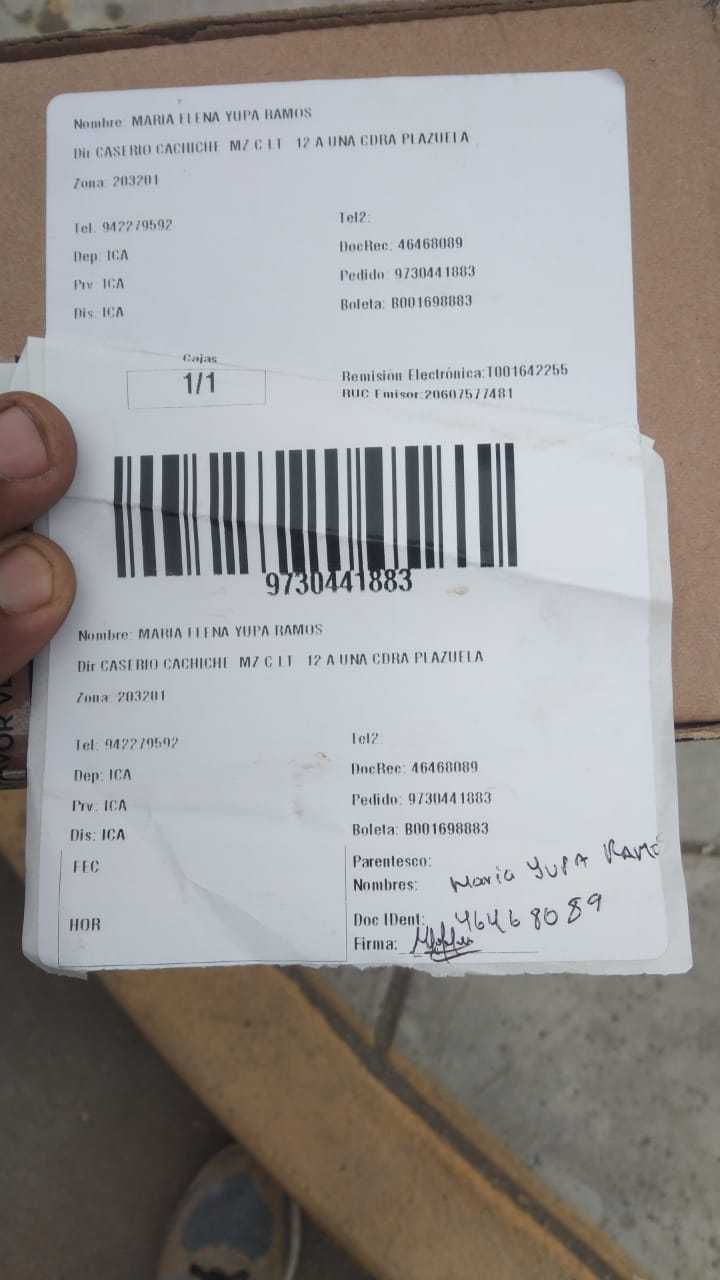 Nombre: MARIA ELENA YUPA RAMOS
Dir CASERIO CACHICHE MZ C LT 12 A UNA CDRA PLAZUELA
Zona: 203201
Tel: 942279592
Tel2:
Dep: ICA
DocRec: 46468089
Prv: ICA
Pedido: 9730441883
Dis: ICA
Boleta: B001698883
Cajas
1/1
Remisión Electrónica:T001642255
RUC Emisor:20607577481
9730441883
Nombre: MARIA ELENA YUPA RAMOS
Dir CASERIO CACHICHE MZ C LT 12 A UNA CDRA PLAZUELA
Zona: 203201
Tel: 942279592
Tel2:
Dep: ICA
DocRec: 46468089
Prv: ICA
Pedido: 9730441883
Dis: ICA
Boleta: B001698883
FEC
Parentesco:
Nombres: Maria YUPA RAMO
HOR
Doc IDent: 46468089
Firma: